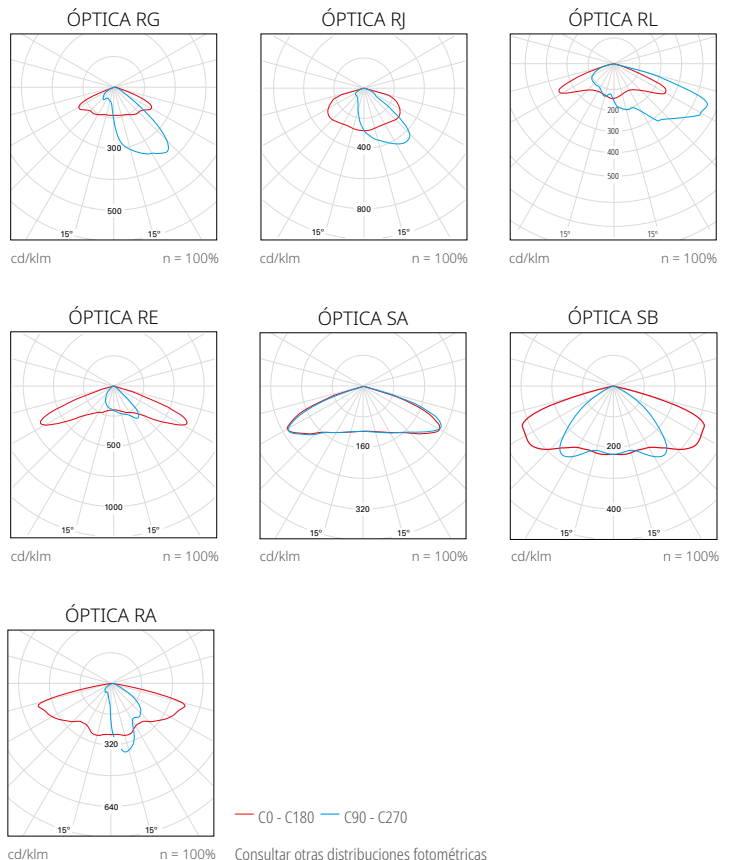 ÓPTICA RG
300
500
15°
15°
cd/klm
n = 100%
ÓPTICA RJ
400
800
15°
15°
cd/klm
n = 100%
ÓPTICA RL
200
300
400
500
15°
15°
cd/klm
n = 100%
ÓPTICA RE
500
1000
15°
15°
cd/klm
n = 100%
ÓPTICA SA
160
320
15°
15°
cd/klm
n = 100%
ÓPTICA SB
200
400
15°
15°
cd/klm
n = 100%
ÓPTICA RA
320
640
15°
15°
cd/klm
n = 100%
C0 - C180
C90 - C270
Consultar otras distribuciones fotométricas